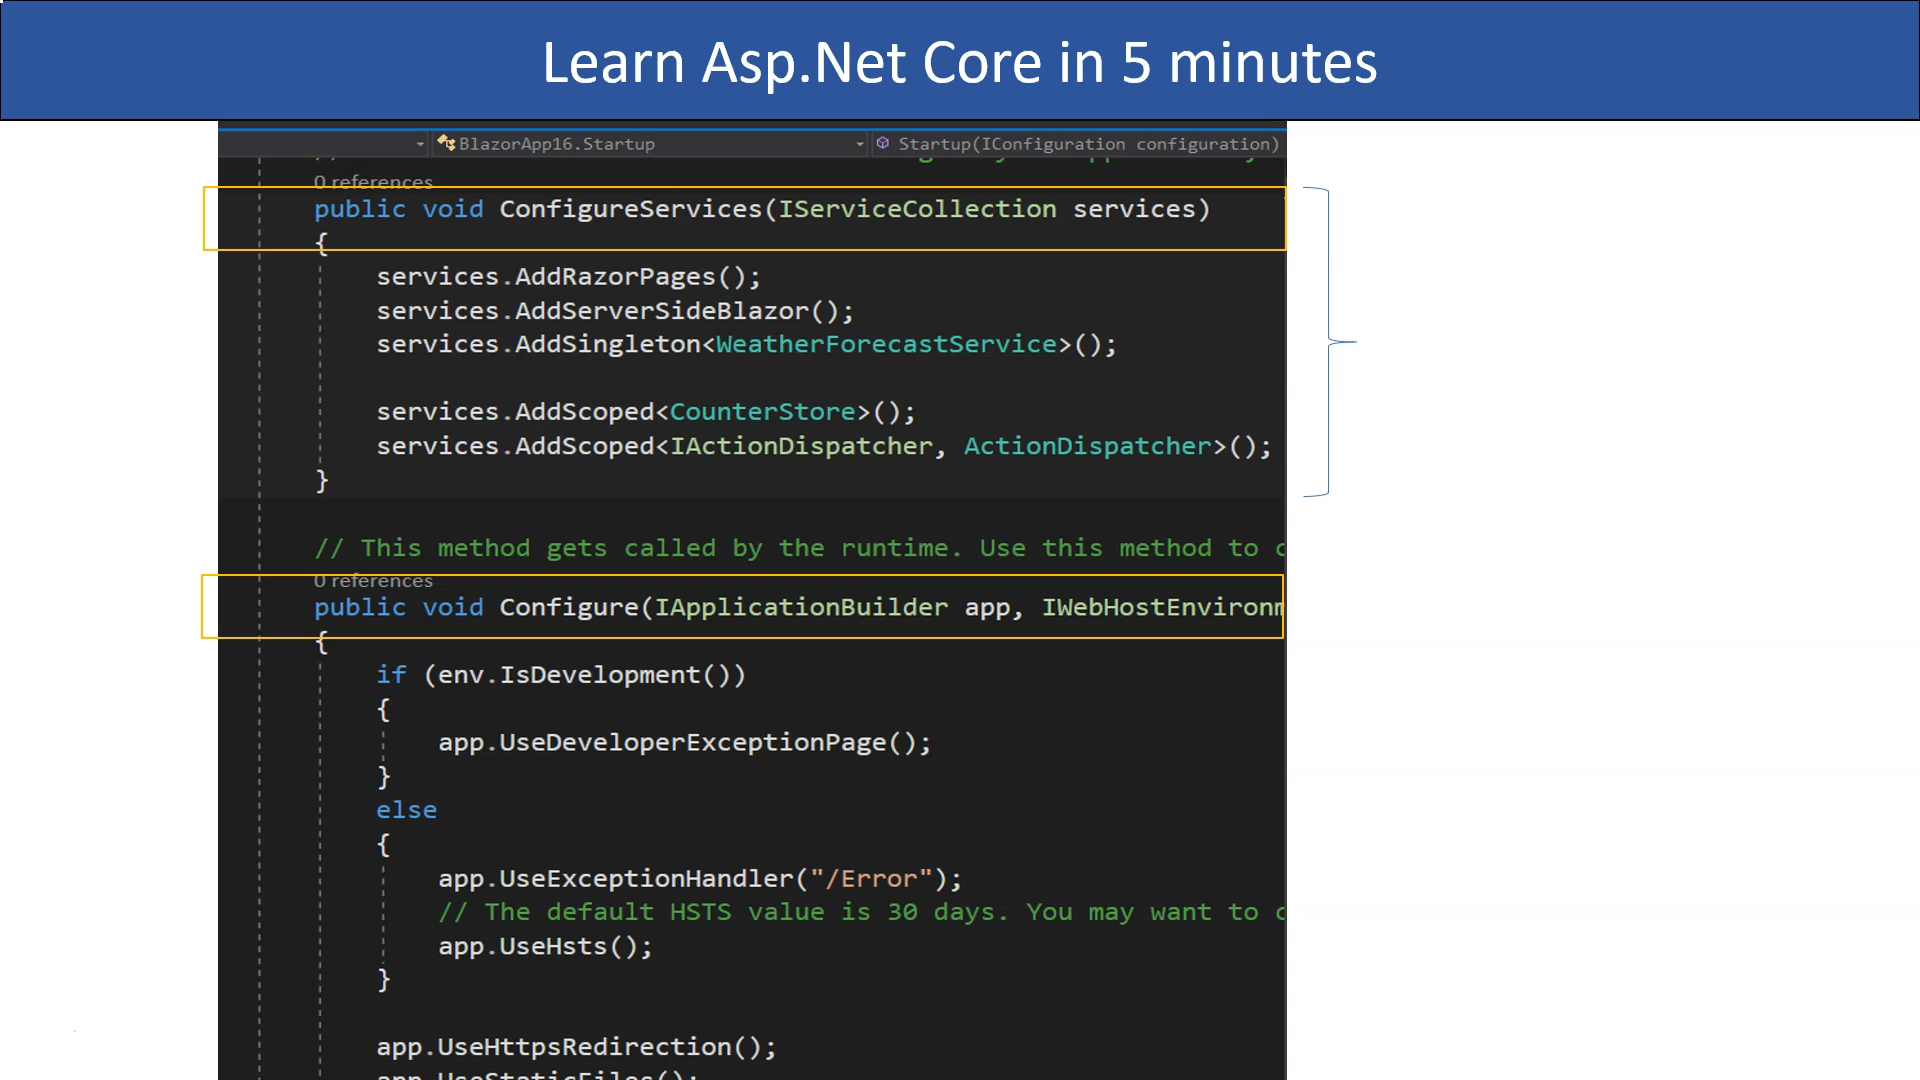 Learn Asp.Net Core in 5 minutes
BlazorApp16.Startup
Startup(IConfiguration configuration)
0 references
public void ConfigureServices(IServiceCollection services)
{
services.AddRazorPages();
services.AddServerSideBlazor();
services.AddSingleton<WeatherForecastService>();
services.AddScoped<CounterStore>();
services.AddScoped<IActionDispatcher, ActionDispatcher>();
}
// This method gets called by the runtime. Use this method to c
0 references
public void Configure(IApplicationBuilder app, IWebHostEnvironm
{
if (env.IsDevelopment())
{
app.UseDeveloperExceptionPage();
}
else
{
app.UseExceptionHandler("/Error");
// The default HSTS value is 30 days. You may want to c
app.UseHsts();
}
app.UseHttpsRedirection();
app.UseStaticFiles();